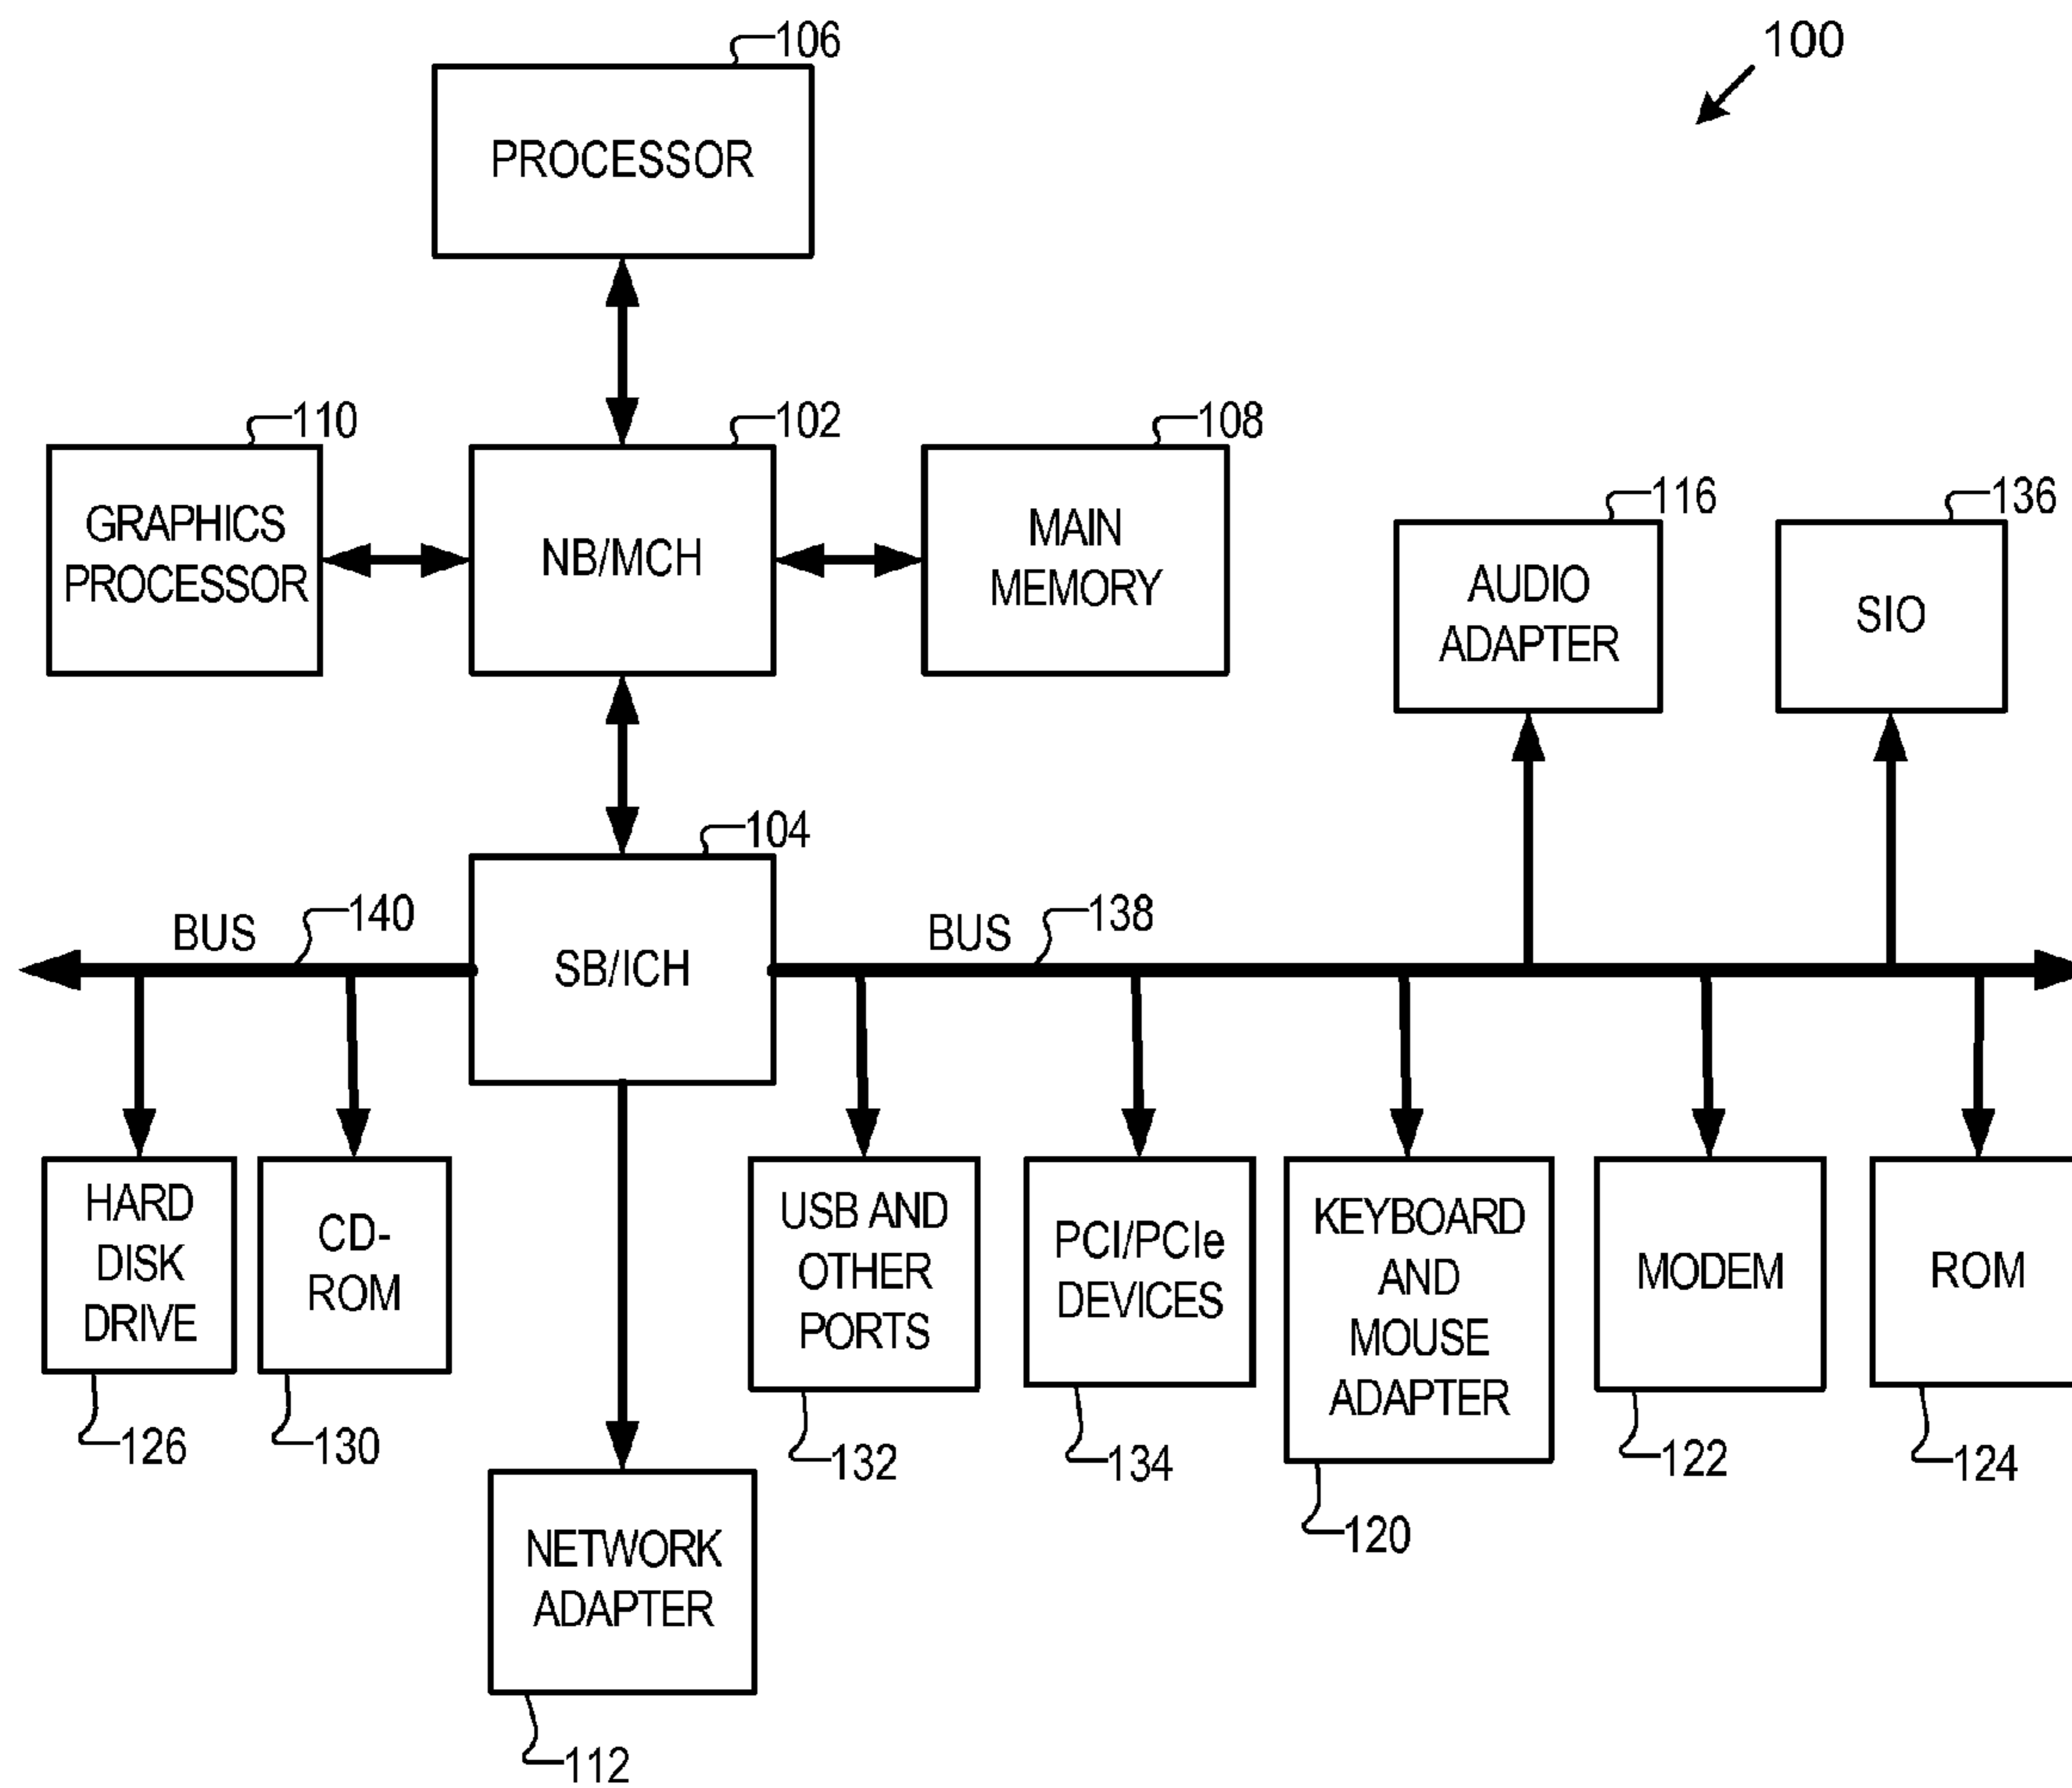 106
100
PROCESSOR
110
102
108
GRAPHICS
PROCESSOR
NB/MCH
MAIN
MEMORY
116
136
AUDIO
ADAPTER
SIO
104
BUS
140
SB/ICH
BUS
138
HARD
DISK
DRIVE
CD-
ROM
USB AND
OTHER
PORTS
PCI/PCIe
DEVICES
KEYBOARD
AND
MOUSE
ADAPTER
MODEM
ROM
126
130
132
134
120
122
124
NETWORK
ADAPTER
112